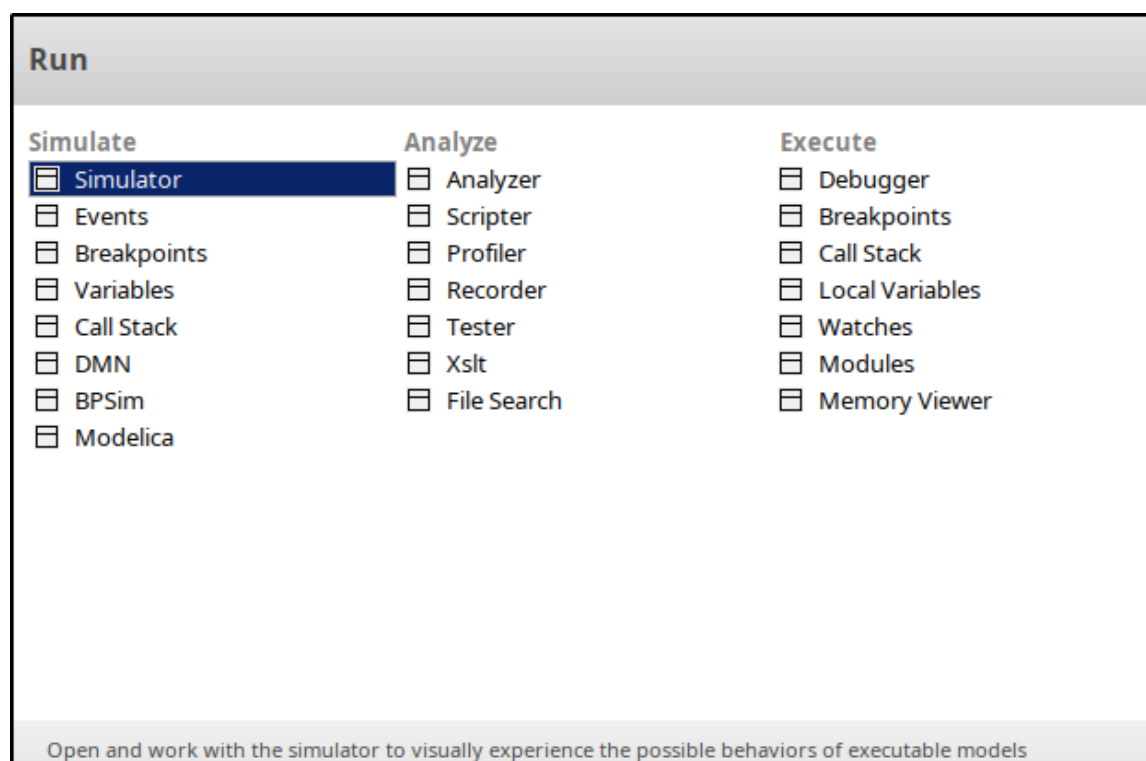 Run
Simulate
Simulator
Events
Breakpoints
Variables
Call Stack
DMN
BPSim
Modelica
Analyze
Analyzer
Scripter
Profiler
Recorder
Tester
Xslt
File Search
Execute
Debugger
Breakpoints
Call Stack
Local Variables
Watches
Modules
Memory Viewer
Open and work with the simulator to visually experience the possible behaviors of executable models